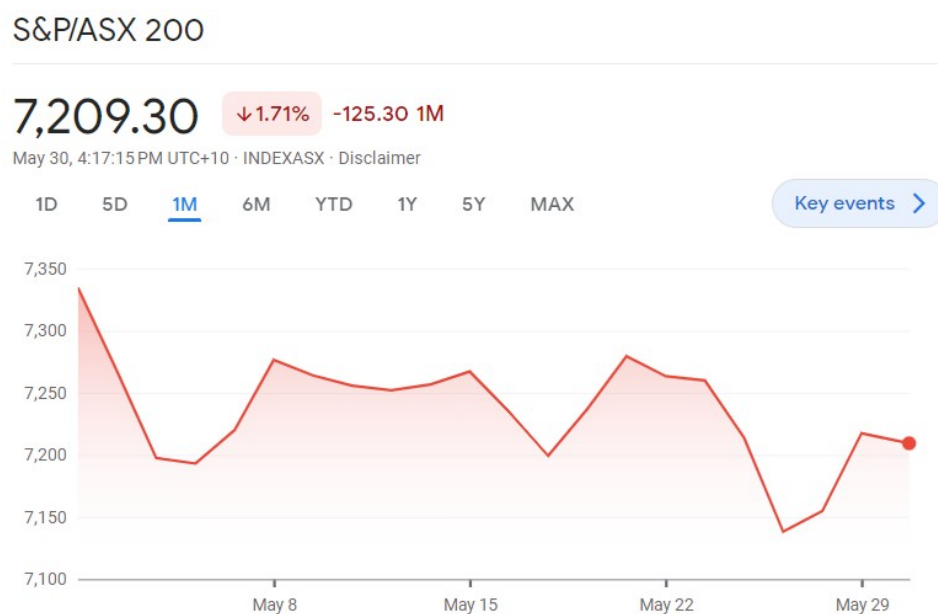 S&P/ASX 200
7,209.30 ↓1.71% -125.30 1M
May 30, 4:17:15 PM UTC+10 · INDEXASX · Disclaimer
1D 5D 1M 6M YTD 1Y 5Y MAX Key events >
7,350
7,300
7,250
7,200
7,150
7,100
May 8 May 15 May 22 May 29